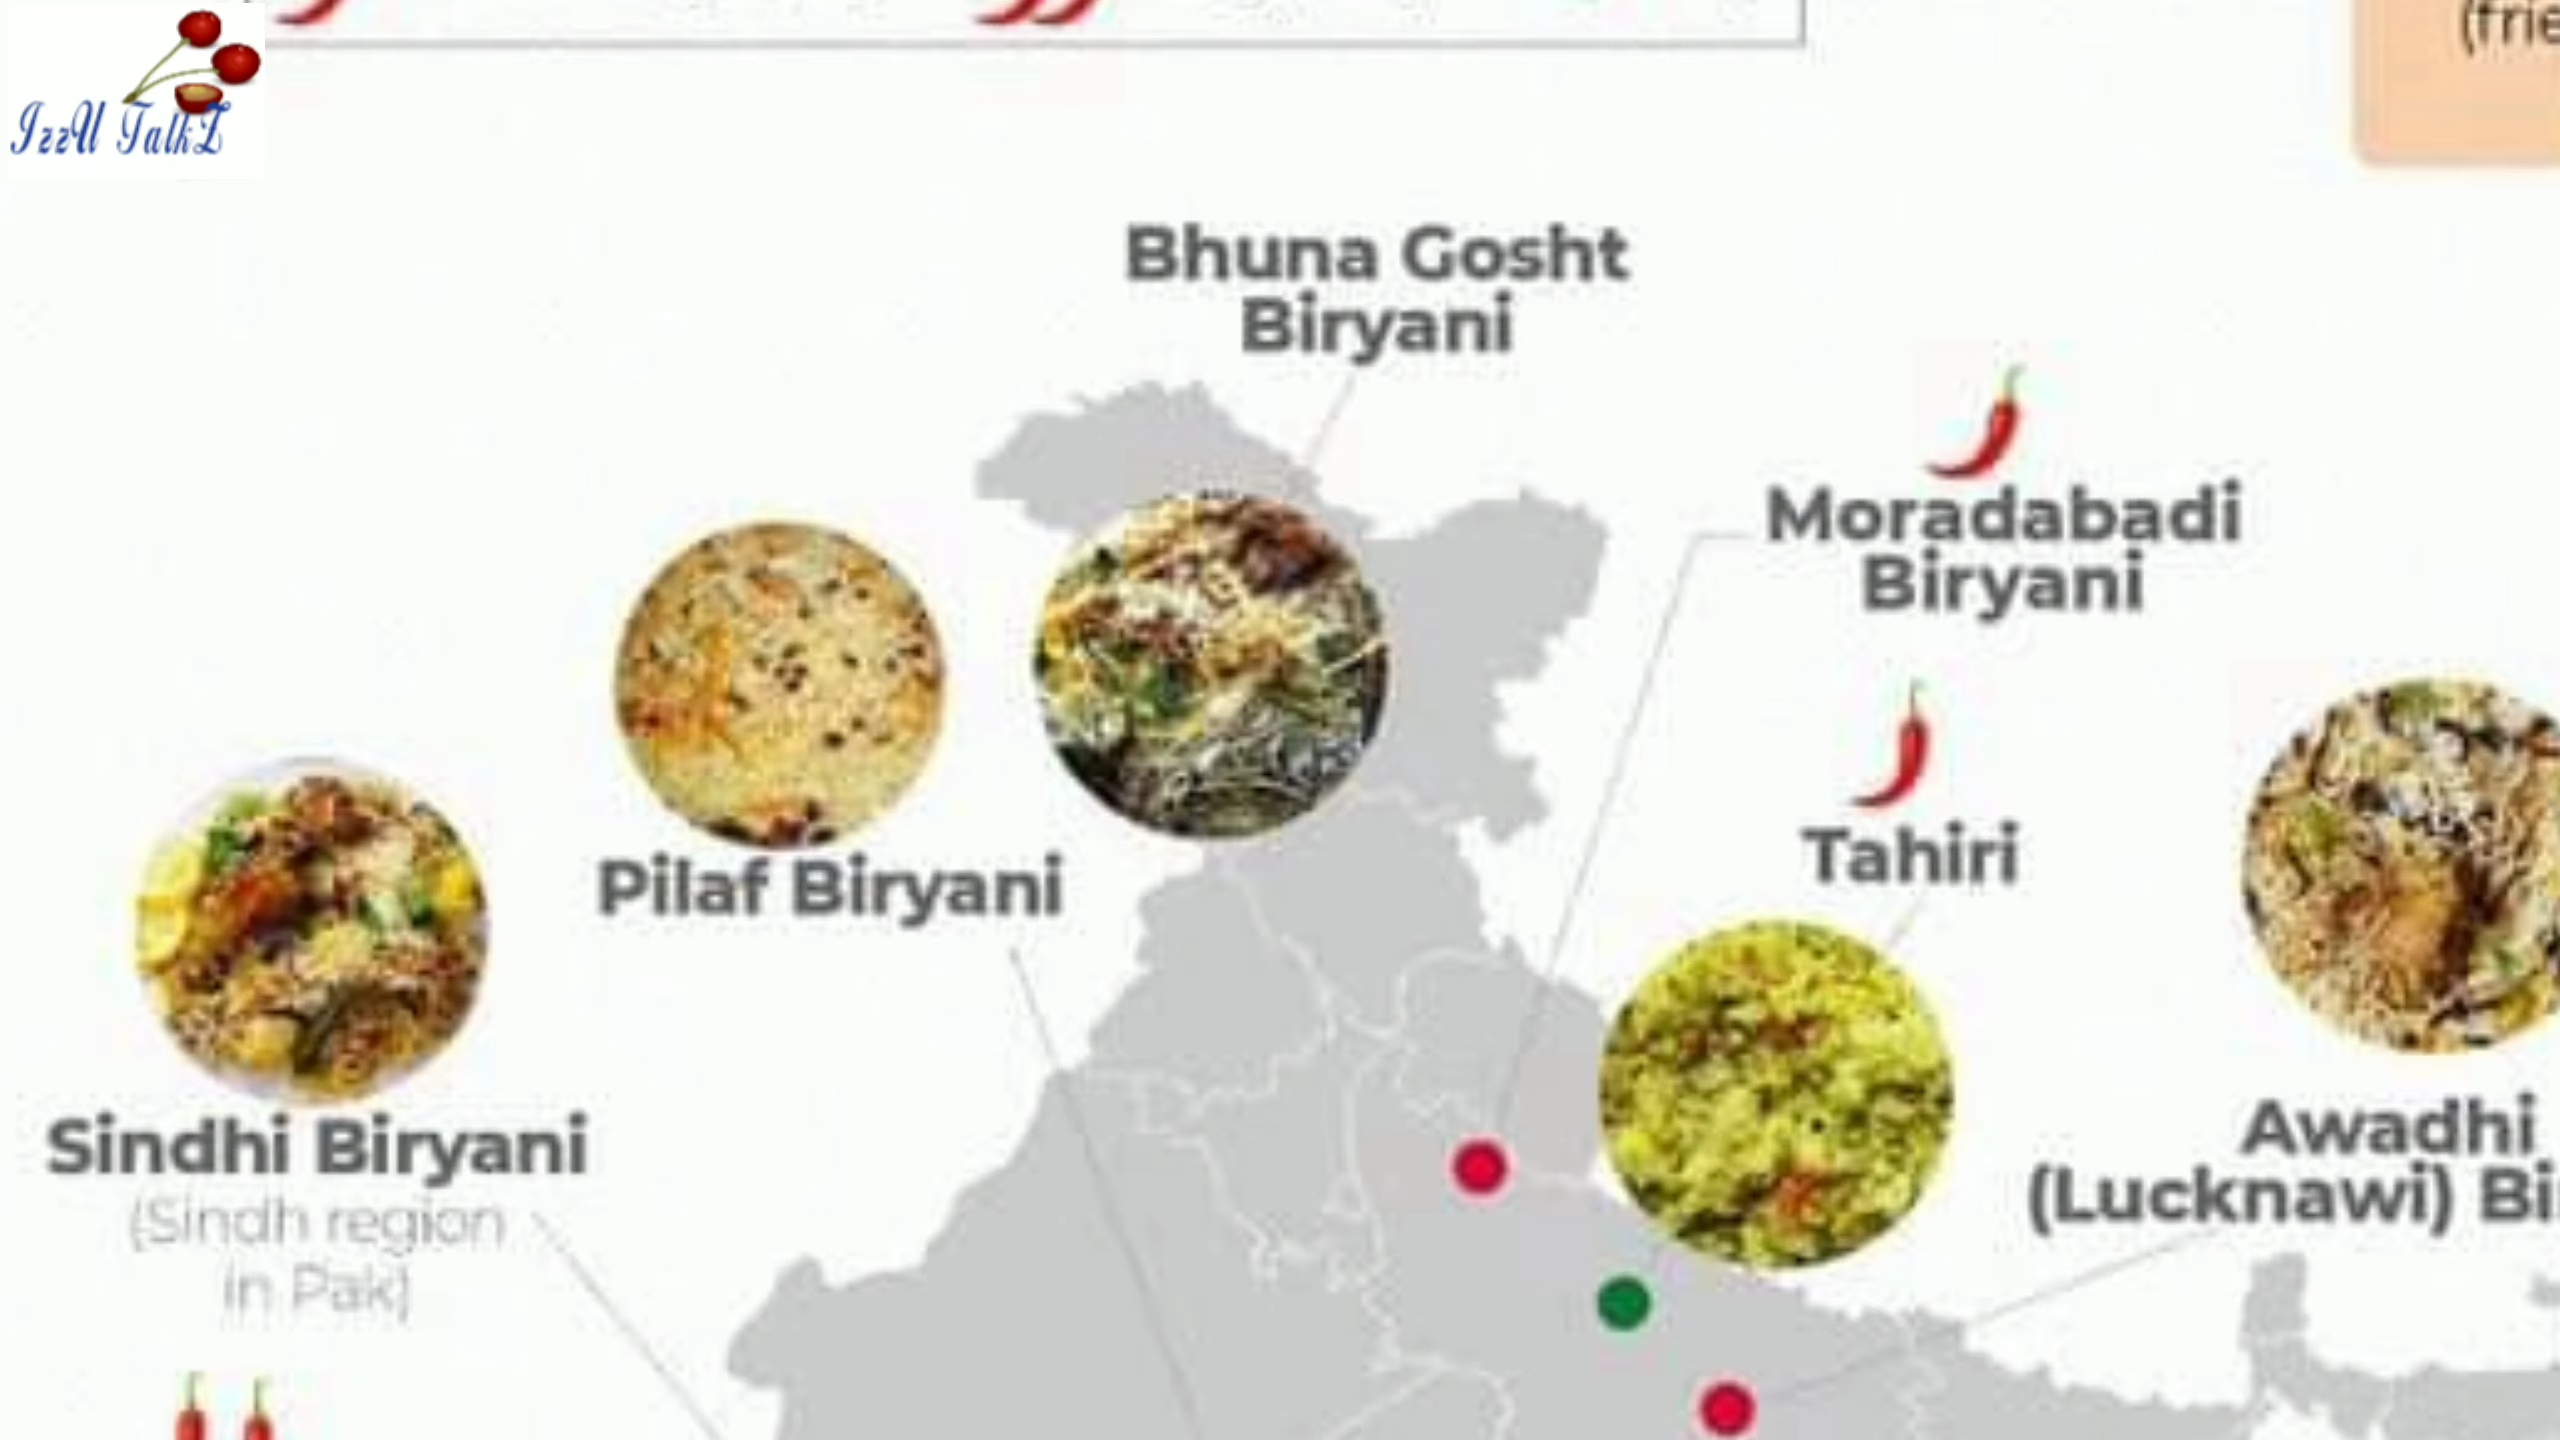 IzzU TalkZ
(frie
Bhuna Gosht
Biryani
Moradabadi
Biryani
Tahiri
Pilaf Biryani
Sindhi Biryani
(Sindh region
in Pak)
Awadhi
(Lucknawi) Bi